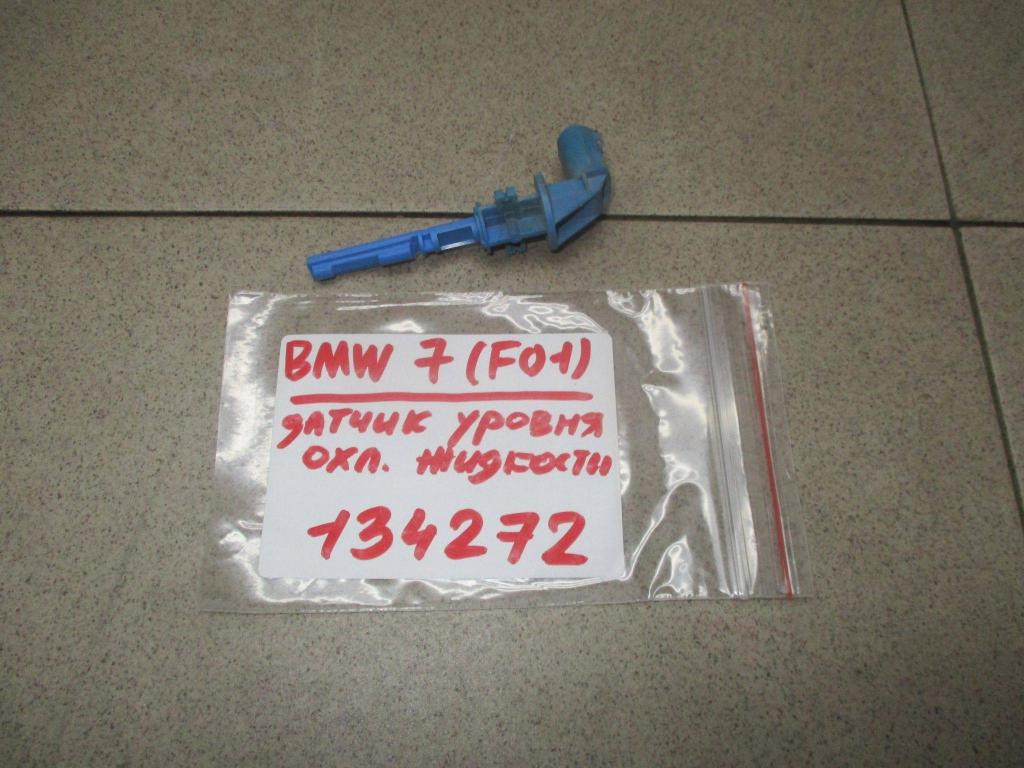 BMW 7 (F01)
датчик уровня
охл. жидкости
134272